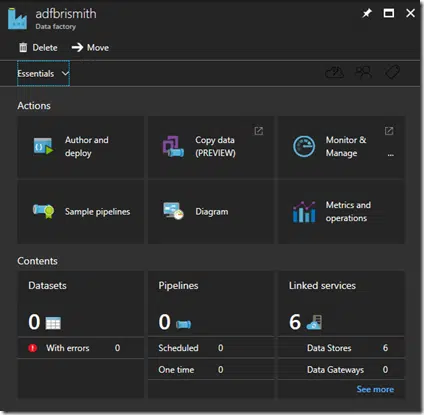 adfbrismith
Data factory
Delete Move
Essentials
Actions
Author and
deploy
Copy data
(PREVIEW)
Monitor &
Manage ...
Sample pipelines
Diagram
Metrics and
operations
Contents
Datasets
0
With errors 0
Pipelines
0
Scheduled 0
One time 0
Linked services
6
Data Stores 6
Data Gateways 0
See more